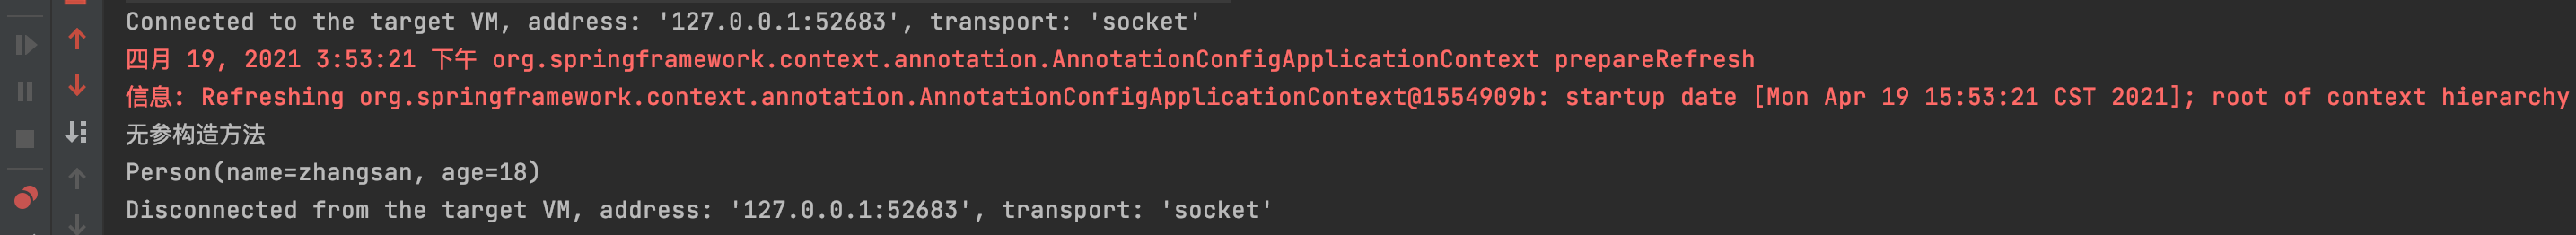 Connected to the target VM, address: '127.0.0.1:52683', transport: 'socket'
四月 19, 2021 3:53:21 下午 org.springframework.context.annotation.AnnotationConfigApplicationContext prepareRefresh
信息: Refreshing org.springframework.context.annotation.AnnotationConfigApplicationContext@1554909b: startup date [Mon Apr 19 15:53:21 CST 2021]; root of context hierarchy
无参构造方法
Person(name=zhangsan, age=18)
Disconnected from the target VM, address: '127.0.0.1:52683', transport: 'socket'